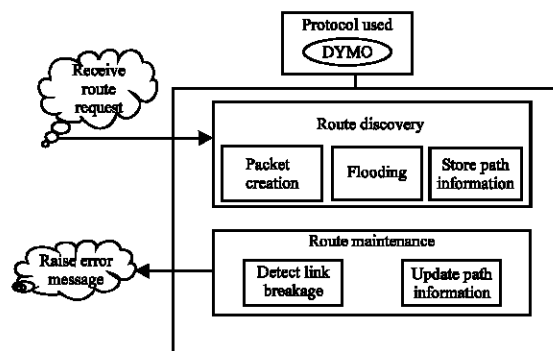 Protocol used
DYMO
Receive
route
request
Route discovery
Packet
creation
Flooding
Store path
information
Route maintenance
Raise error
message
Detect link
breakage
Update path
information